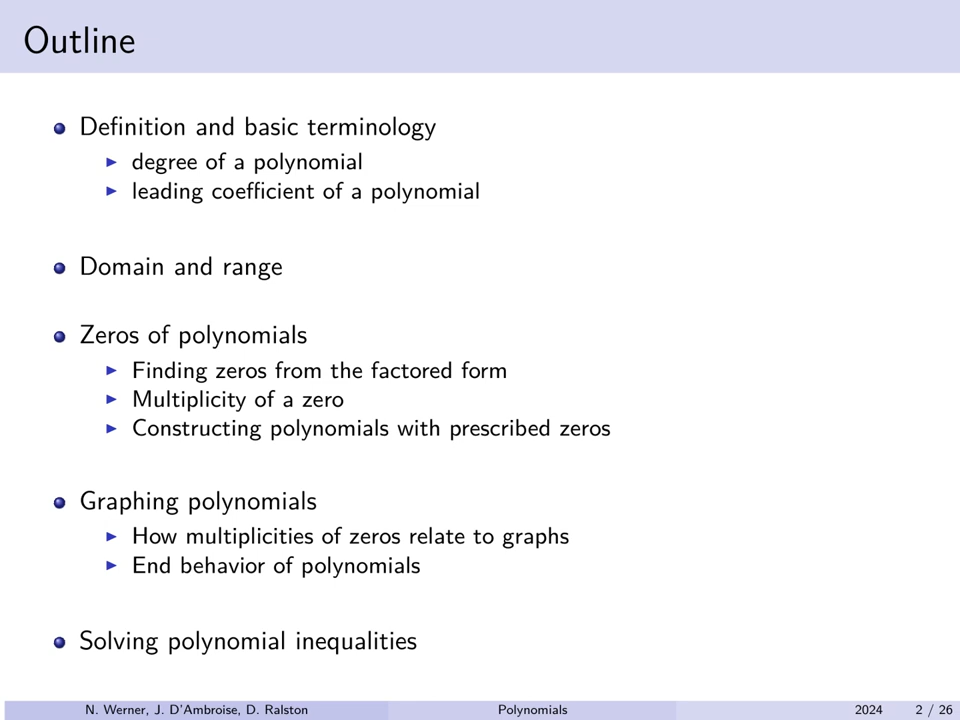 Outline
Definition and basic terminology
degree of a polynomial
leading coefficient of a polynomial
Domain and range
Zeros of polynomials
Finding zeros from the factored form
Multiplicity of a zero
Constructing polynomials with prescribed zeros
Graphing polynomials
How multiplicities of zeros relate to graphs
End behavior of polynomials
Solving polynomial inequalities
N. Werner, J. D'Ambroise, D. Ralston Polynomials 2024 2 / 26